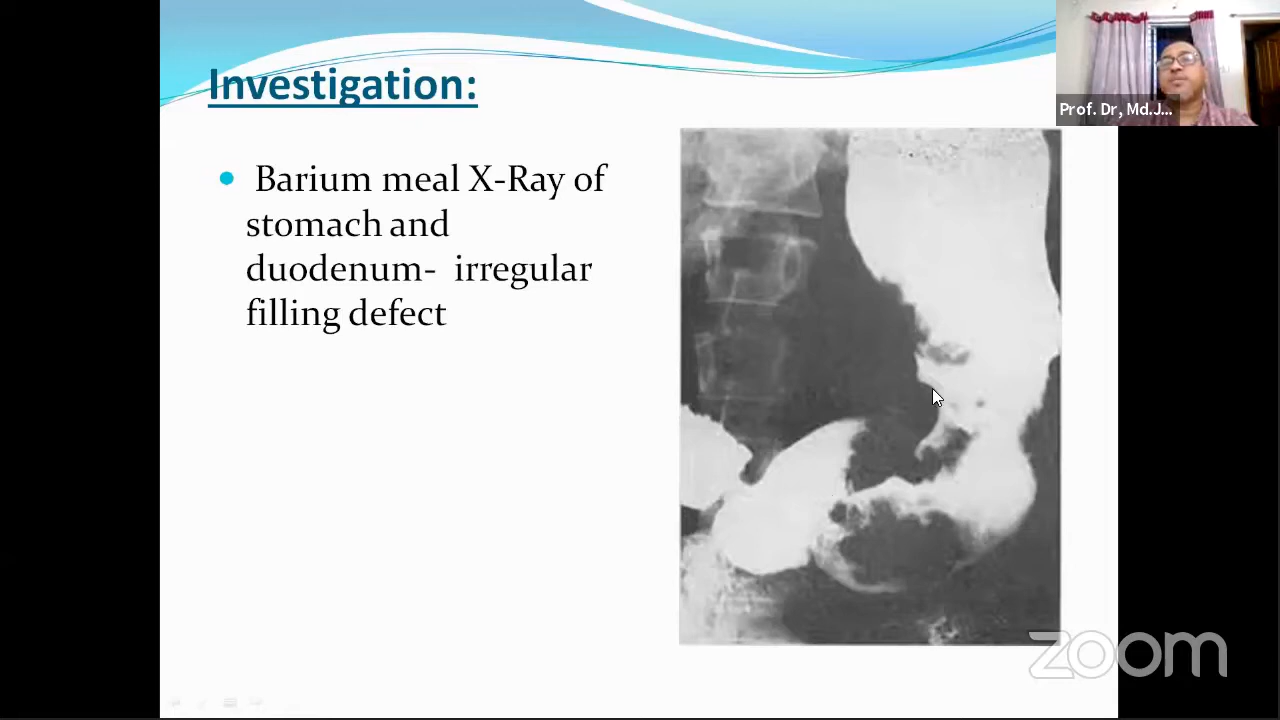 Investigation:
Barium meal X-Ray of
stomach and
duodenum- irregular
filling defect
Prof. Dr, Md.J...
zoom